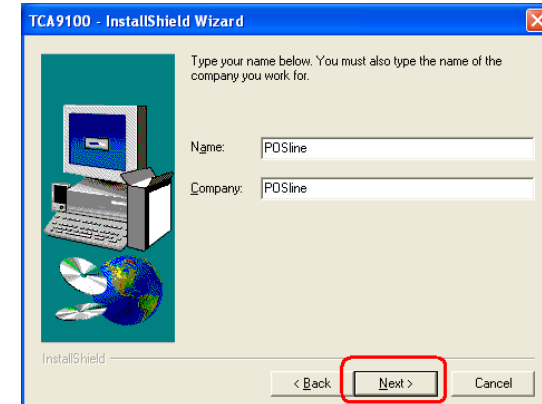 TCA9100 - InstallShield Wizard
Type your name below. You must also type the name of the
company you work for.
Name: POSline
Company: POSline
InstallShield
< Back Next > Cancel